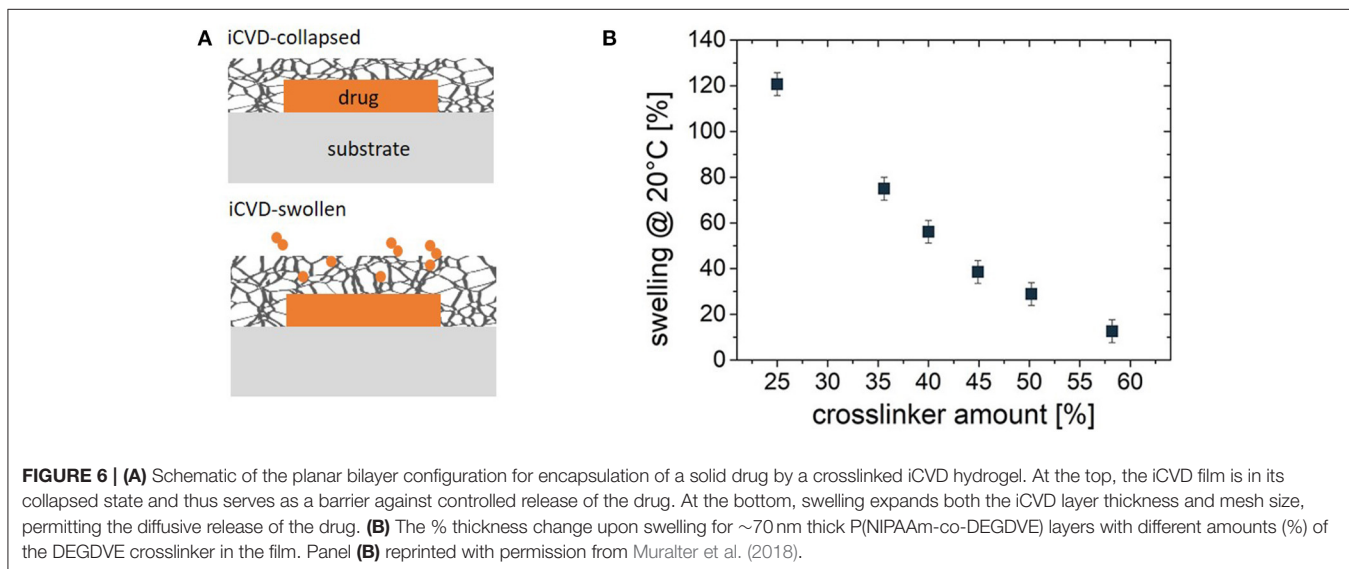 A
iCVD-collapsed
drug
substrate
iCVD-swollen
B
140
120
100
80
60
40
20
0
swelling @ 20°C [%]
25 30 35 40 45 50 55 60
crosslinker amount [%]
FIGURE 6 | (A) Schematic of the planar bilayer configuration for encapsulation of a solid drug by a crosslinked iCVD hydrogel. At the top, the iCVD film is in its
collapsed state and thus serves as a barrier against controlled release of the drug. At the bottom, swelling expands both the iCVD layer thickness and mesh size,
permitting the diffusive release of the drug. (B) The % thickness change upon swelling for ∼70 nm thick P(NIPAAm-co-DEGDVE) layers with different amounts (%) of
the DEGDVE crosslinker in the film. Panel (B) reprinted with permission from Muralter et al. (2018).